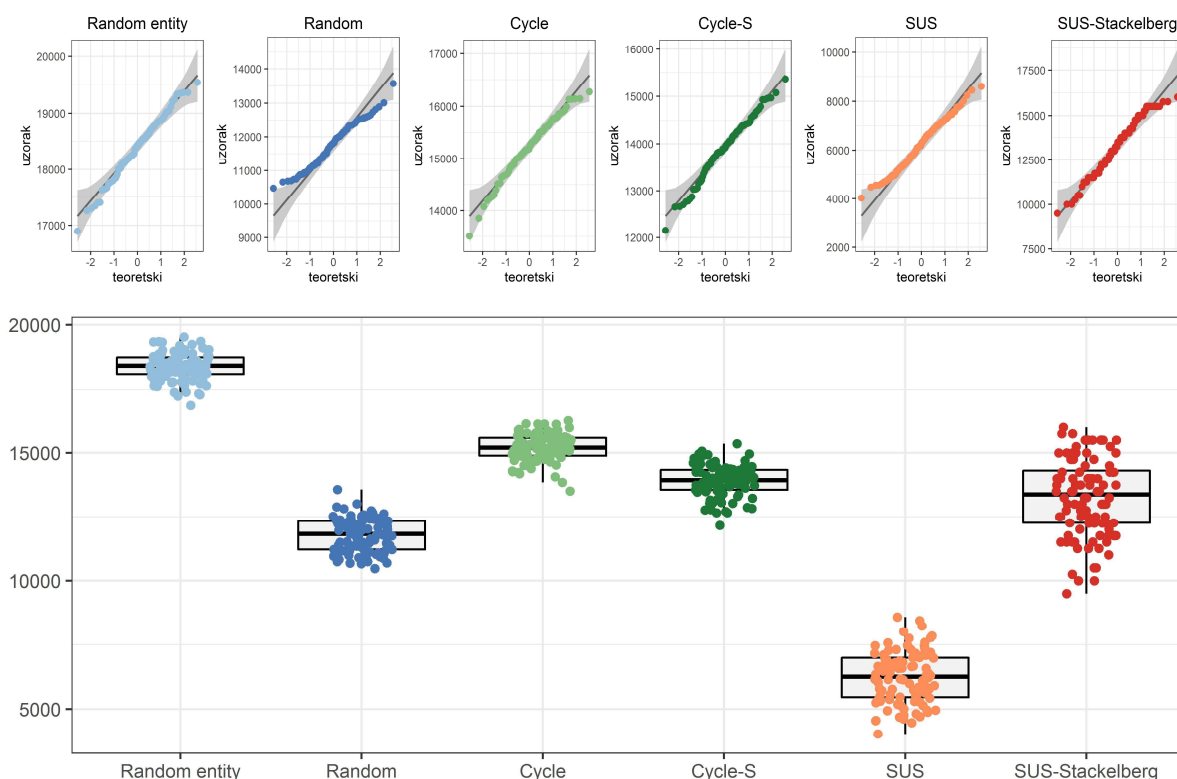 Random entity
Random
Cycle
Cycle-S
SUS
SUS-Stackelberg
20000
19000
18000
17000
uzorak
-2 -1 0 1 2
teoretski
14000
13000
12000
11000
10000
9000
uzorak
-2 -1 0 1 2
teoretski
17000
16000
15000
14000
uzorak
-2 -1 0 1 2
teoretski
16000
15000
14000
13000
12000
uzorak
-2 -1 0 1 2
teoretski
10000
8000
6000
4000
2000
uzorak
-2 -1 0 1 2
teoretski
17500
15000
12500
10000
7500
uzorak
-2 -1 0 1 2
teoretski
20000
15000
10000
5000
Random entity
Random
Cycle
Cycle-S
SUS
SUS-Stackelberg